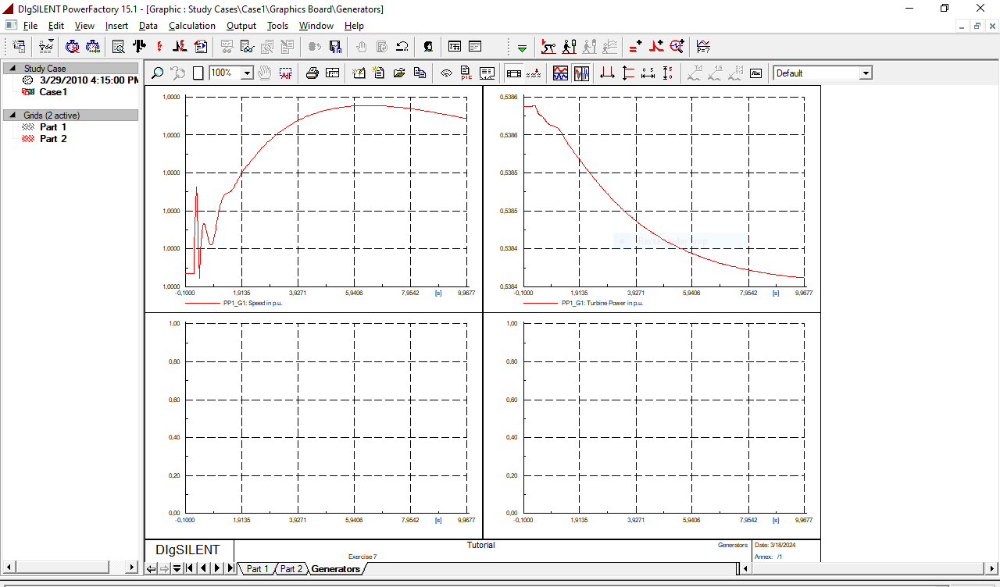 DIgSILENT PowerFactory 15.1 - [Graphic : Study Cases\Case1\Graphics Board\Generators]
File Edit View Insert Data Calculation Output Tools Window Help
100%
Default
Study Case
3/29/2010 4:15:00 PM
Case1
Grids (2 active)
Part 1
Part 2
1,0000
1,0000
1,0000
1,0000
1,0000
1,0000
-0,1000 1,9135 3,9271 5,9406 7,9542 [s] 9,9677
PP1_G1: Speed in p.u.
0,5386
0,5386
0,5385
0,5385
0,5384
0,5384
-0,1000 1,9135 3,9271 5,9406 7,9542 [s] 9,9677
PP1_G1: Turbine Power in p.u.
Rectangular Snip
1,00
0,80
0,60
0,40
0,20
0,00
-0,1000 1,9135 3,9271 5,9406 7,9542 [s] 9,9677
1,00
0,80
0,60
0,40
0,20
0,00
-0,1000 1,9135 3,9271 5,9406 7,9542 [s] 9,9677
DIgSILENT
Tutorial
Exercise 7
Generators
Date: 3/18/2024
Annex: /1
Part 1 Part 2 Generators